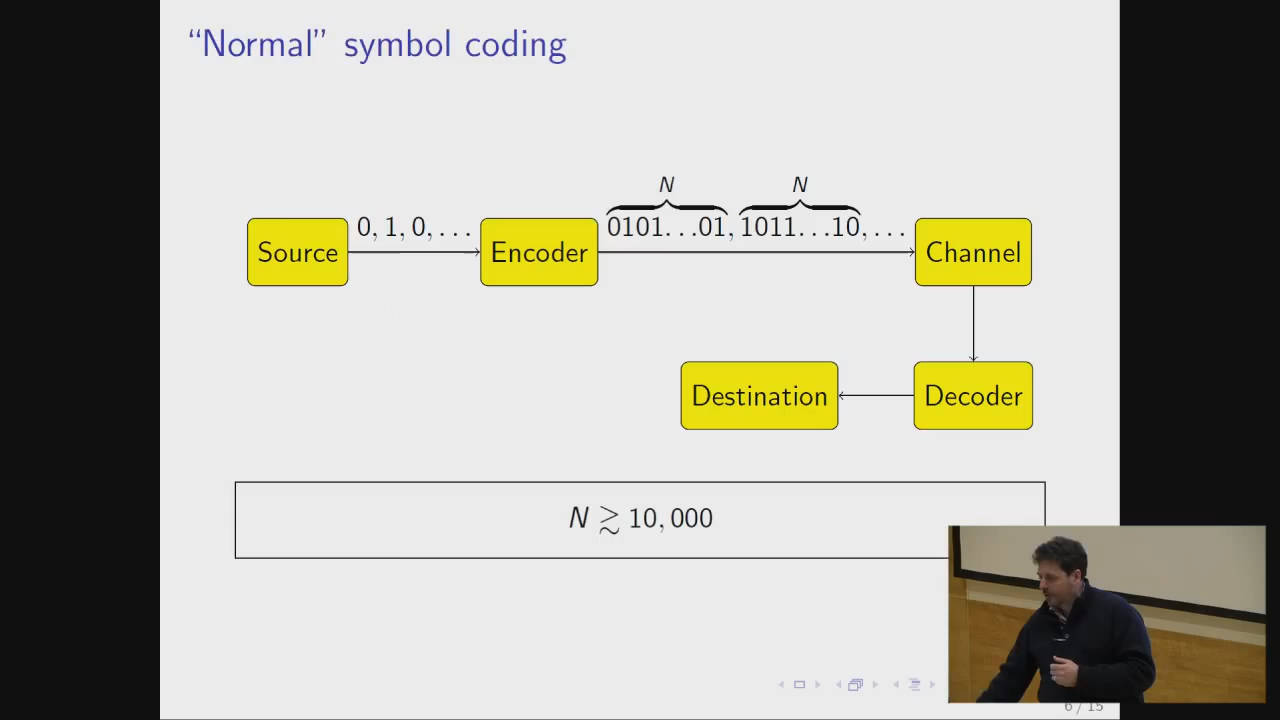 “Normal” symbol coding
N N
Source 0, 1, 0, . . . Encoder 0101. . .01, 1011. . .10, . . . Channel
Destination Decoder
N ≳ 10, 000
6 / 15